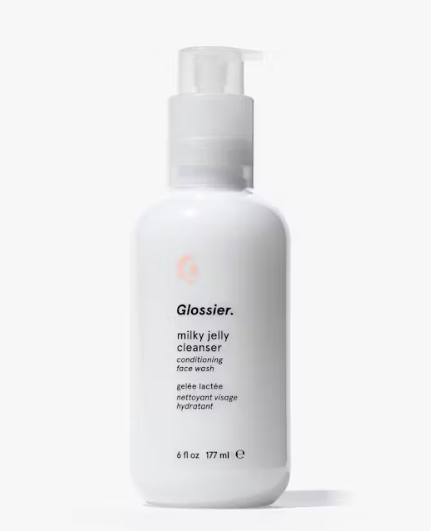 Glossier.
milky jelly
cleanser
conditioning
face wash
gelée lactée
nettoyant visage
hydratant
6 fl oz 177 ml ℮